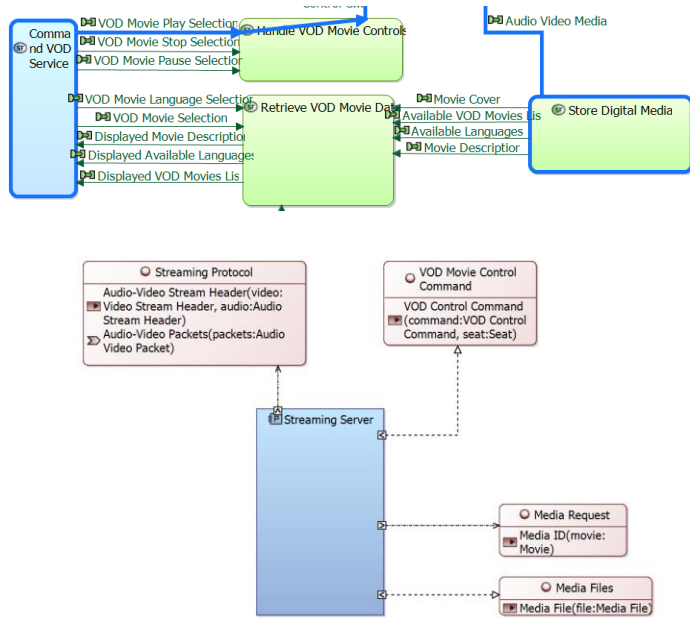 Audio Video Media
Comma
nd VOD
Service
VOD Movie Play Selection
VOD Movie Stop Selection
VOD Movie Pause Selection
Handle VOD Movie Controls
VOD Movie Language Selection
VOD Movie Selection
Displayed Movie Description
Displayed Available Languages
Displayed VOD Movies Lis
Retrieve VOD Movie Dat
Movie Cover
Available VOD Movies Lis
Available Languages
Movie Description
Store Digital Media
Streaming Protocol
Audio-Video Stream Header(video:
Video Stream Header, audio:Audio
Stream Header)
Audio-Video Packets(packets:Audio
Video Packet)
VOD Movie Control
Command
VOD Control Command
(command:VOD Control
Command, seat:Seat)
Streaming Server
Media Request
Media ID(movie:
Movie)
Media Files
Media File(file:Media File)